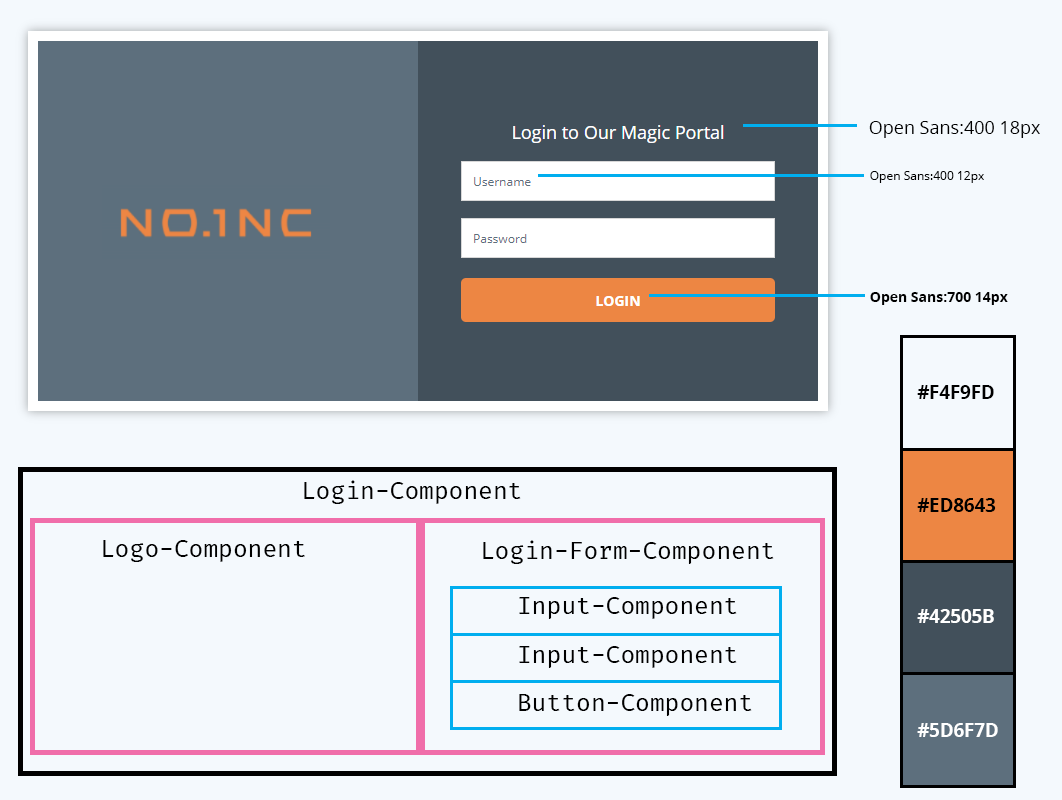 Login to Our Magic Portal
Open Sans:400 18px
Username
Open Sans:400 12px
NO.1NC
Password
LOGIN
Open Sans:700 14px
#F4F9FD
#ED8643
#42505B
#5D6F7D
Login-Component
Logo-Component
Login-Form-Component
Input-Component
Input-Component
Button-Component